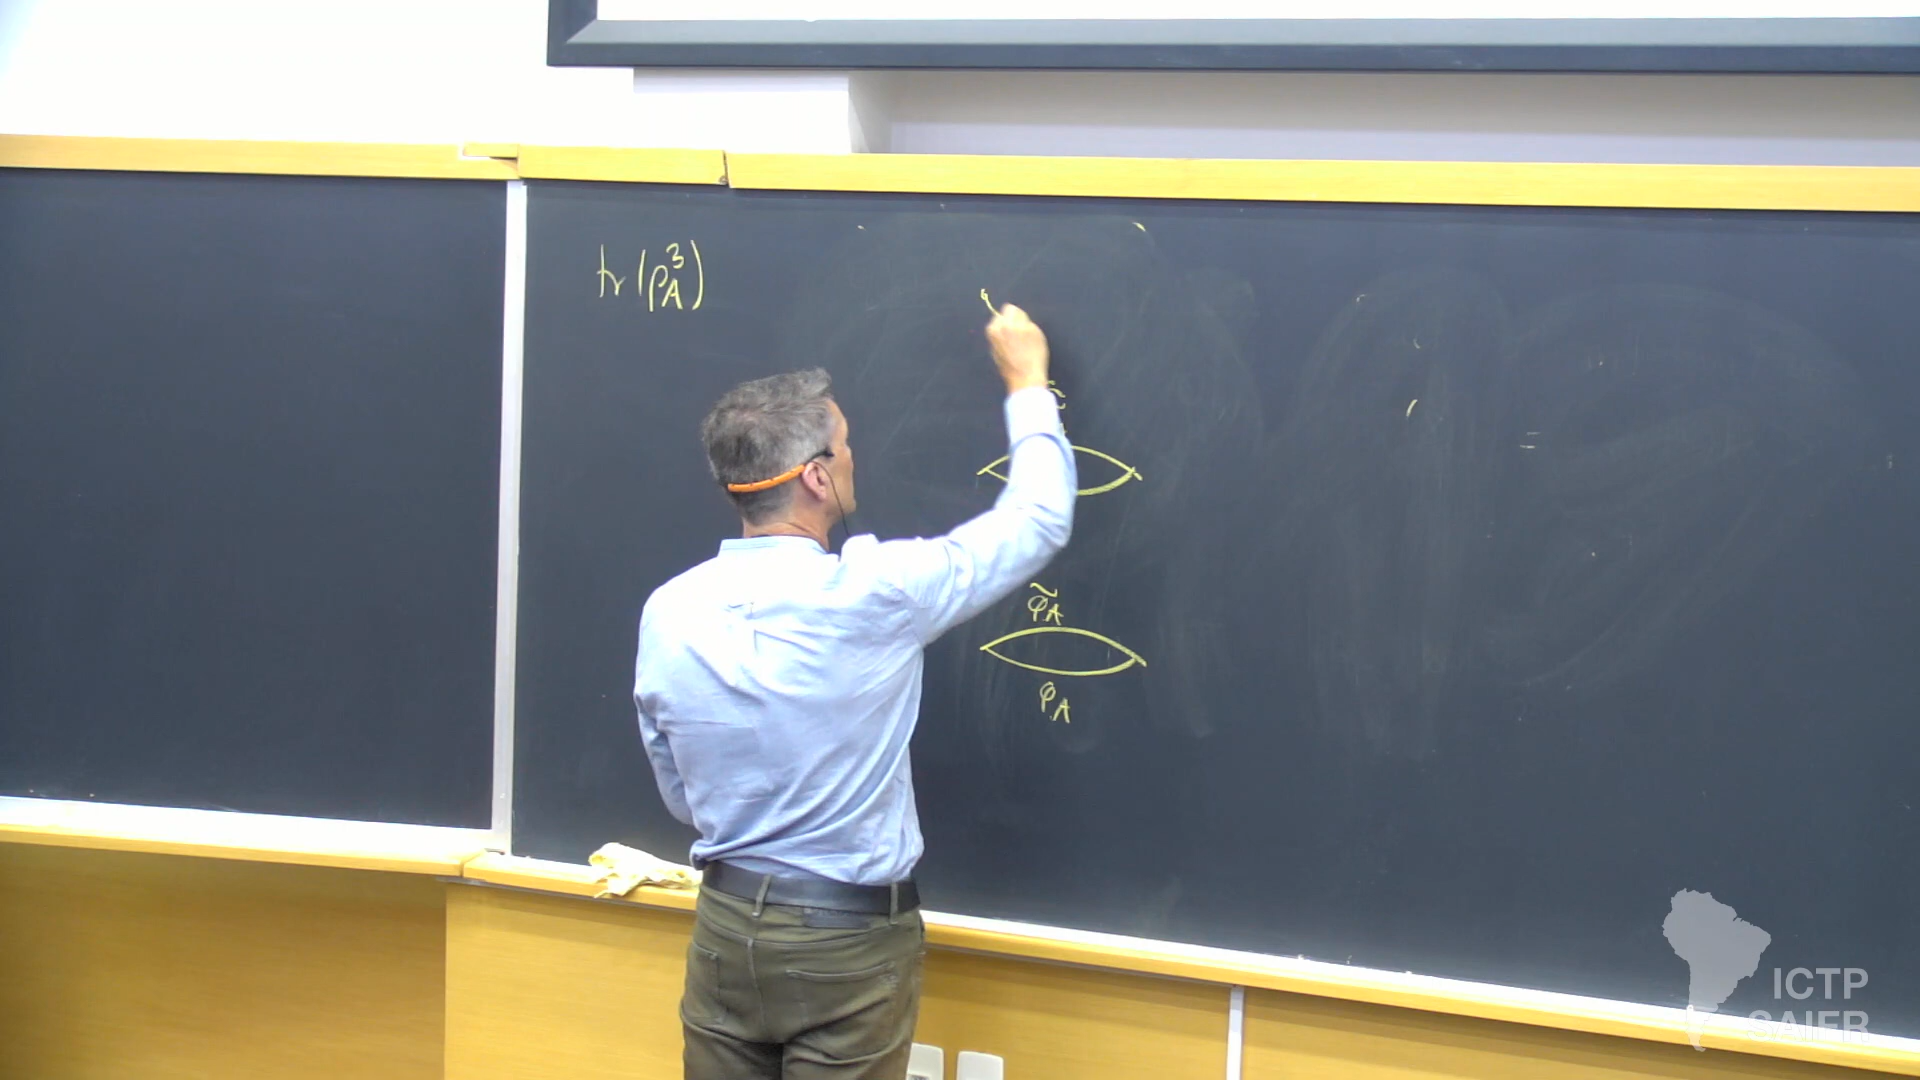 tr(ρ_A^3)
φ̃_A
φ_A
ICTP
SAIFR